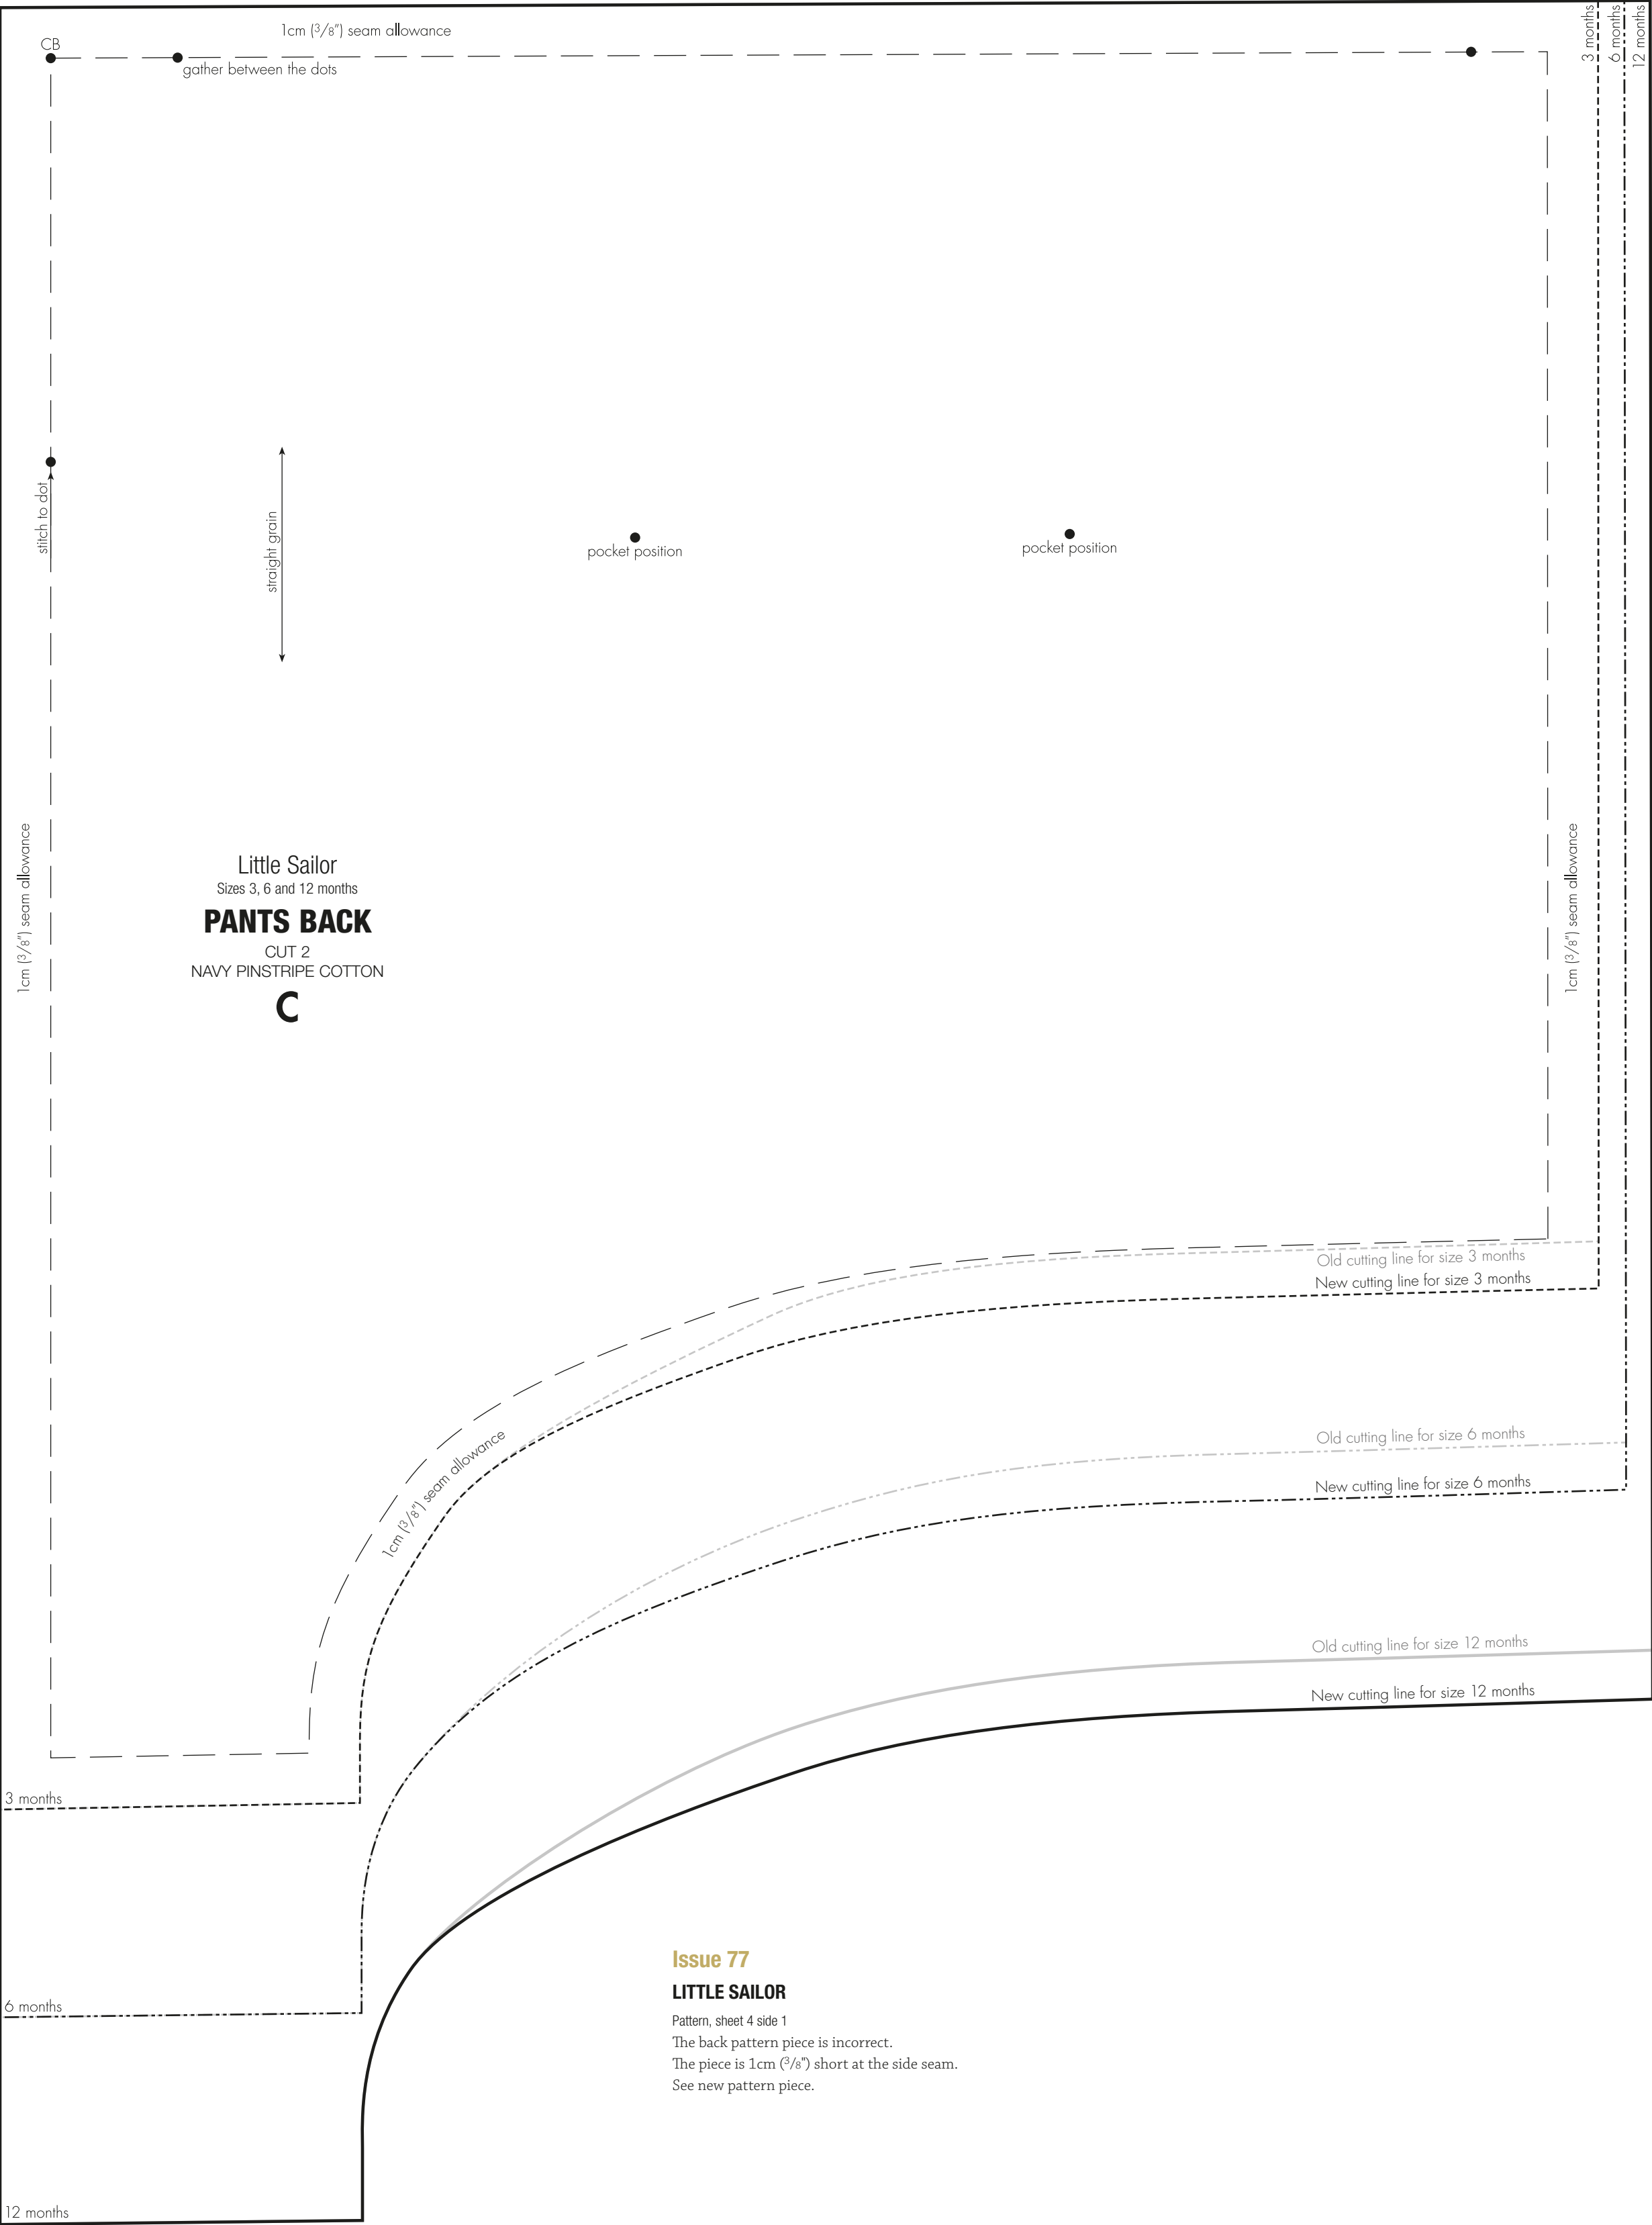 1cm (3/8") seam allowance
CB
gather between the dots
3 months
6 months
12 months
stitch to dot
straight grain
pocket position
pocket position
1cm (3/8") seam allowance
Little Sailor
Sizes 3, 6 and 12 months
PANTS BACK
CUT 2
NAVY PINSTRIPE COTTON
C
1cm (3/8") seam allowance
Old cutting line for size 3 months
New cutting line for size 3 months
1cm (3/8") seam allowance
Old cutting line for size 6 months
New cutting line for size 6 months
Old cutting line for size 12 months
New cutting line for size 12 months
3 months
6 months
12 months
Issue 77
LITTLE SAILOR
Pattern, sheet 4 side 1
The back pattern piece is incorrect.
The piece is 1cm (3/8") short at the side seam.
See new pattern piece.